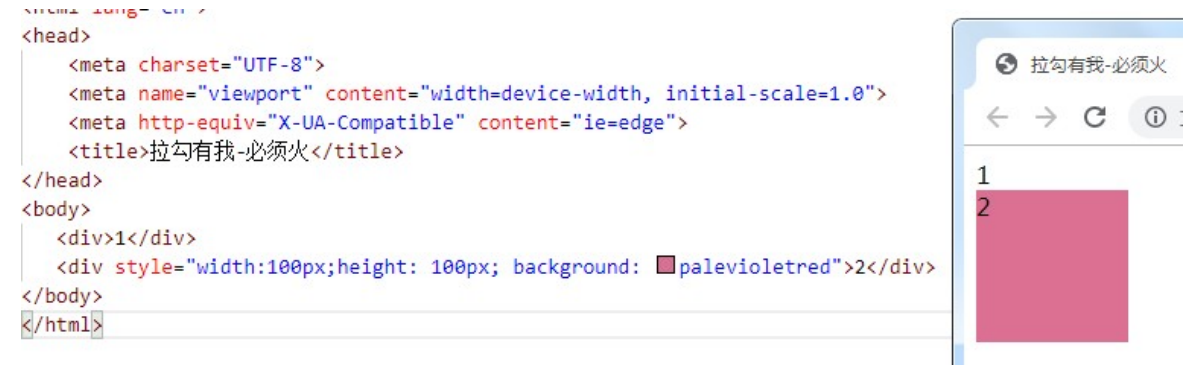 <head>
<meta charset="UTF-8">
<meta name="viewport" content="width=device-width, initial-scale=1.0">
<meta http-equiv="X-UA-Compatible" content="ie=edge">
<title>拉勾有我-必须火</title>
</head>
<body>
<div>1</div>
<div style="width:100px;height: 100px; background: palevioletred">2</div>
</body>
</html>
拉勾有我-必须火
1
2